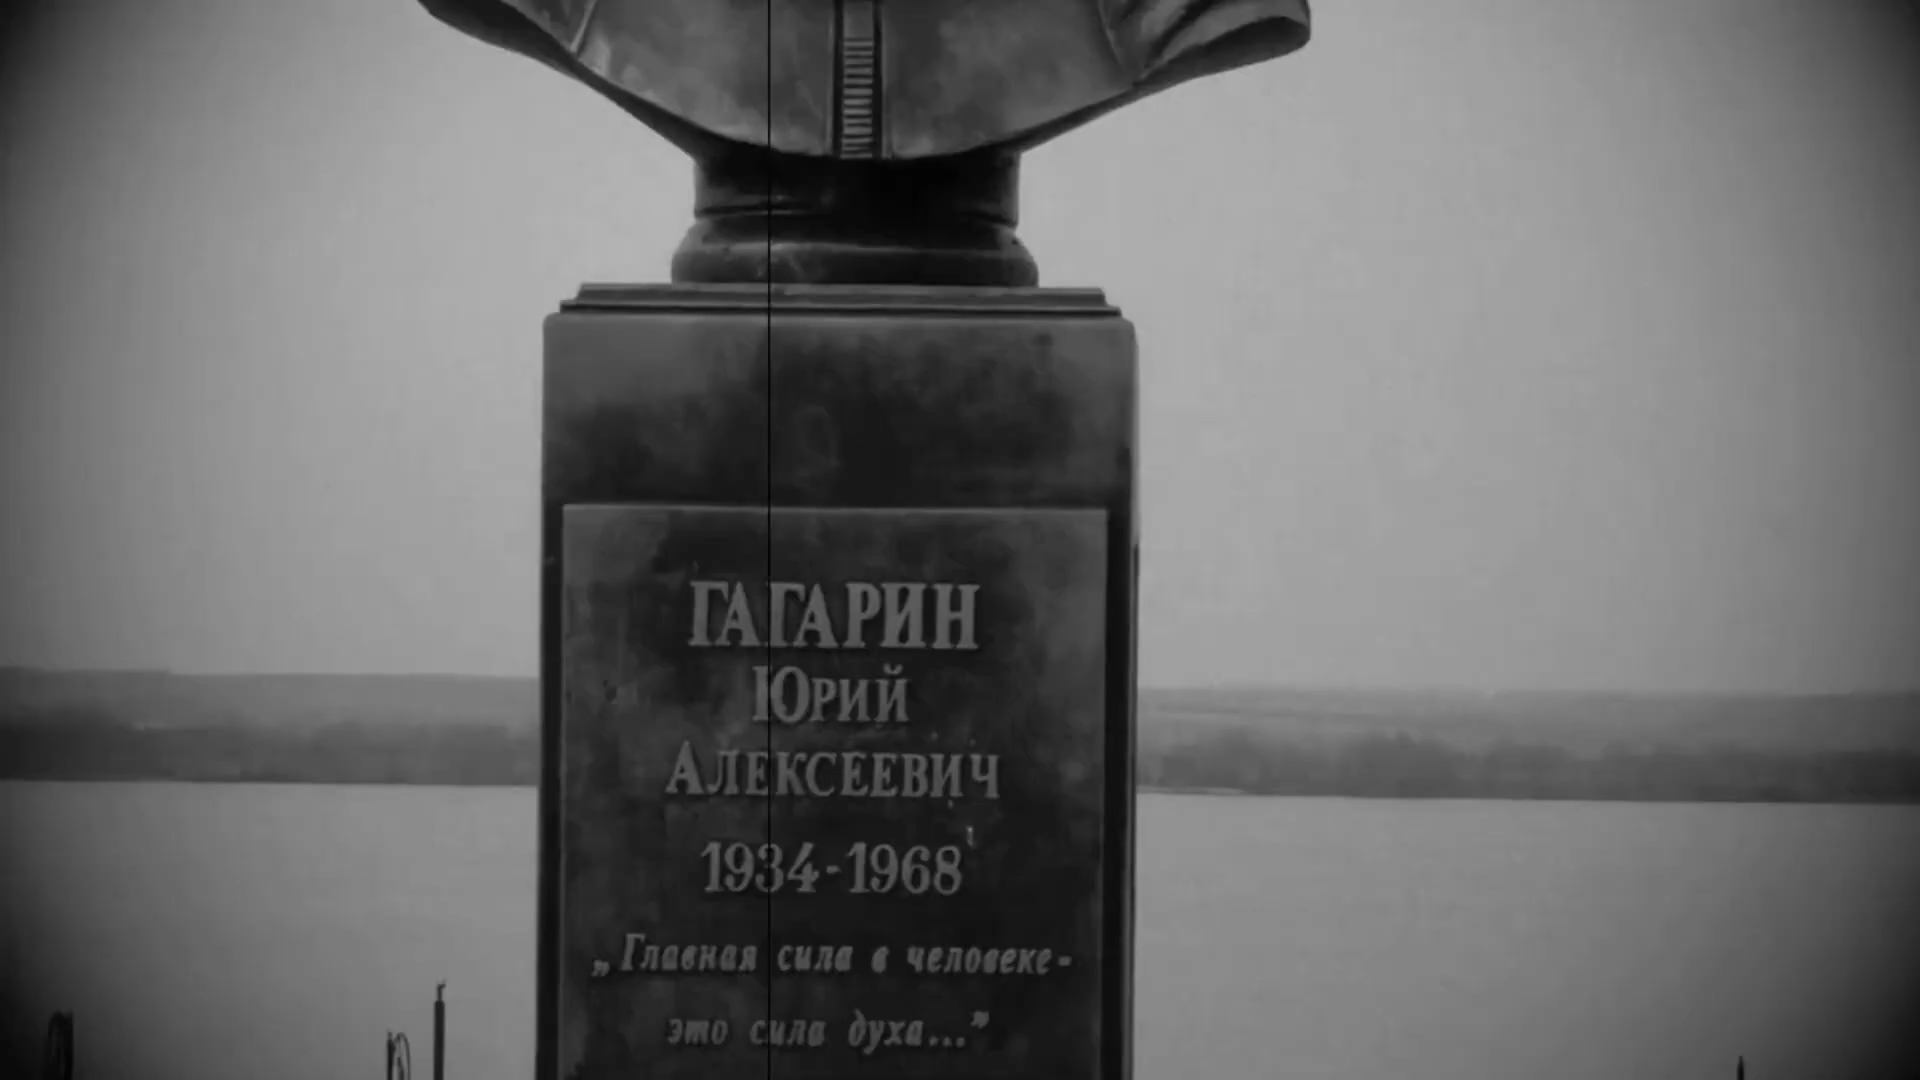 ГАГАРИН
ЮРИЙ
АЛЕКСЕЕВИЧ
1934-1968
„Главная сила в человеке-
это сила духа..."